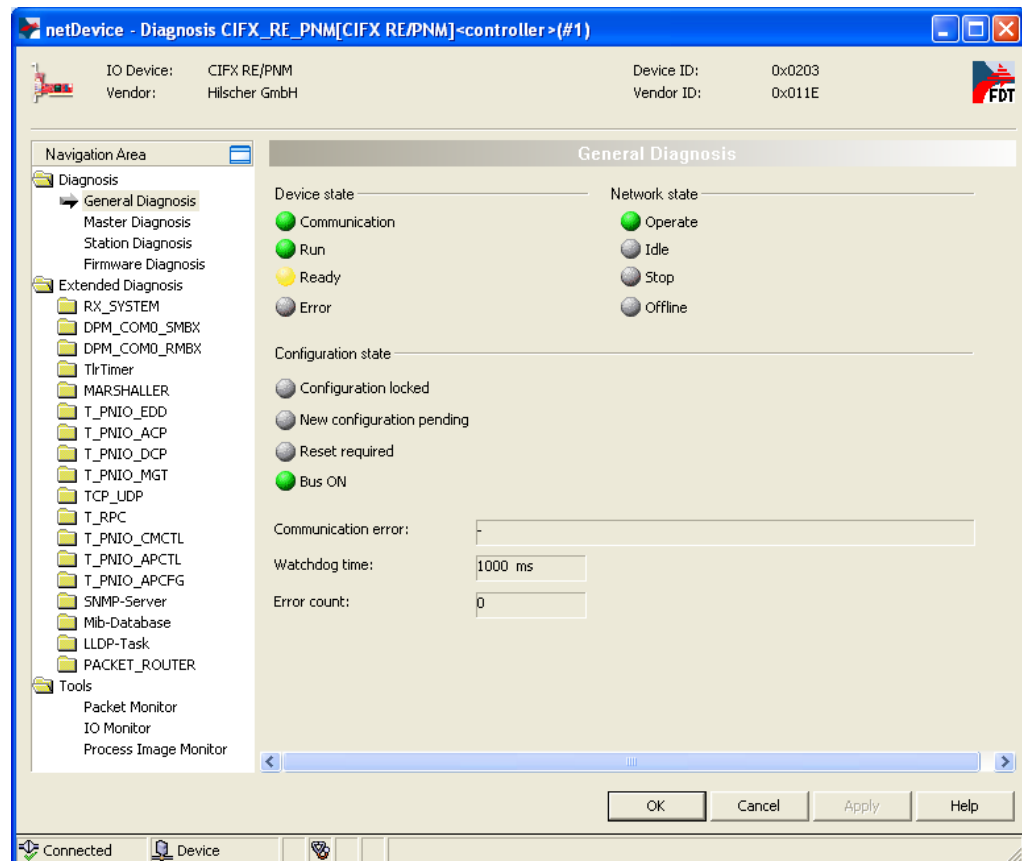 netDevice - Diagnosis CIFX_RE_PNM[CIFX RE/PNM]<controller>(#1)
IO Device: CIFX RE/PNM Device ID: 0x0203
Vendor: Hilscher GmbH Vendor ID: 0x011E
FDT
Navigation Area
Diagnosis
General Diagnosis
Master Diagnosis
Station Diagnosis
Firmware Diagnosis
Extended Diagnosis
RX_SYSTEM
DPM_COM0_SMBX
DPM_COM0_RMBX
TlrTimer
MARSHALLER
T_PNIO_EDD
T_PNIO_ACP
T_PNIO_DCP
T_PNIO_MGT
TCP_UDP
T_RPC
T_PNIO_CMCTL
T_PNIO_APCTL
T_PNIO_APCFG
SNMP-Server
Mib-Database
LLDP-Task
PACKET_ROUTER
Tools
Packet Monitor
IO Monitor
Process Image Monitor
General Diagnosis
Device state
Communication
Run
Ready
Error
Network state
Operate
Idle
Stop
Offline
Configuration state
Configuration locked
New configuration pending
Reset required
Bus ON
Communication error: -
Watchdog time: 1000 ms
Error count: 0
OK Cancel Apply Help
Connected Device